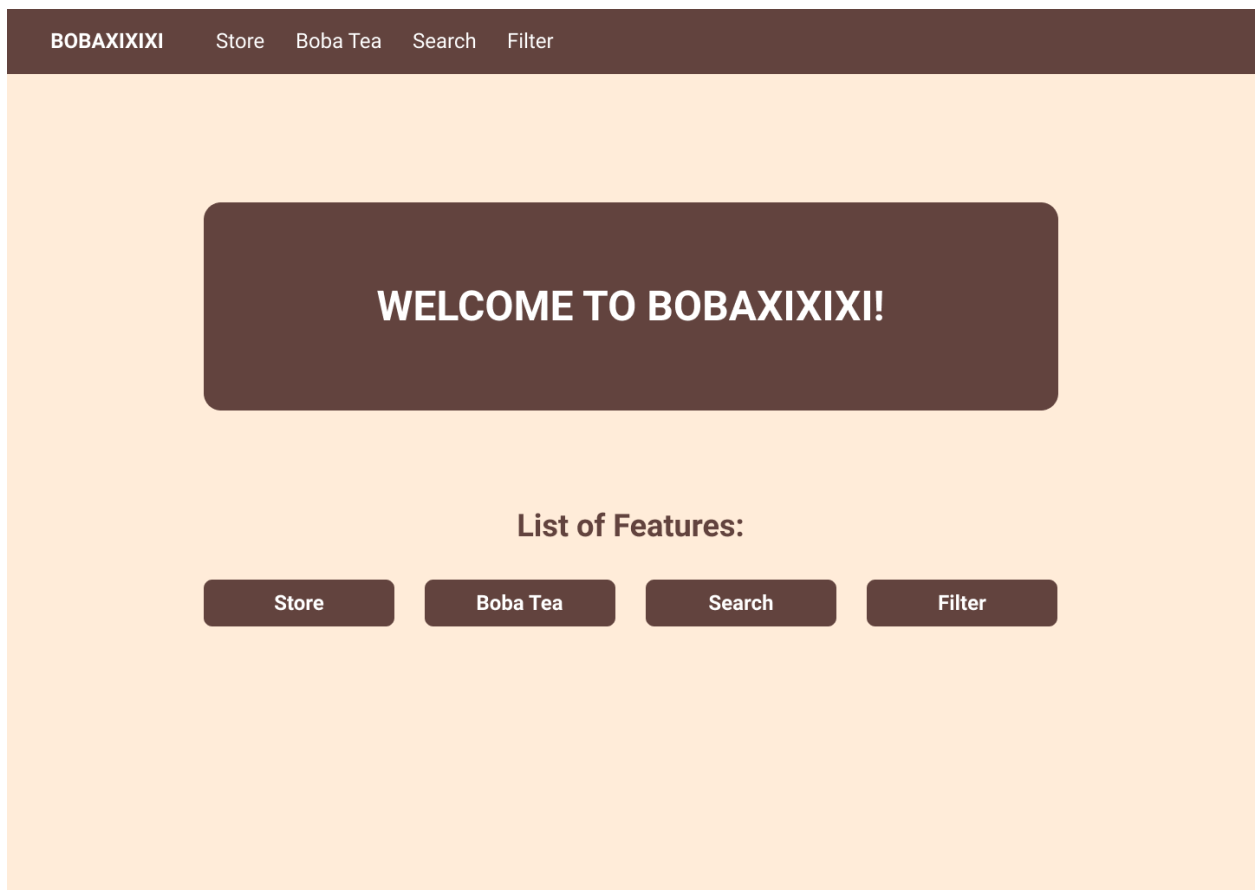 BOBAXIXIXI Store Boba Tea Search Filter
WELCOME TO BOBAXIXIXI!
List of Features:
Store Boba Tea Search Filter